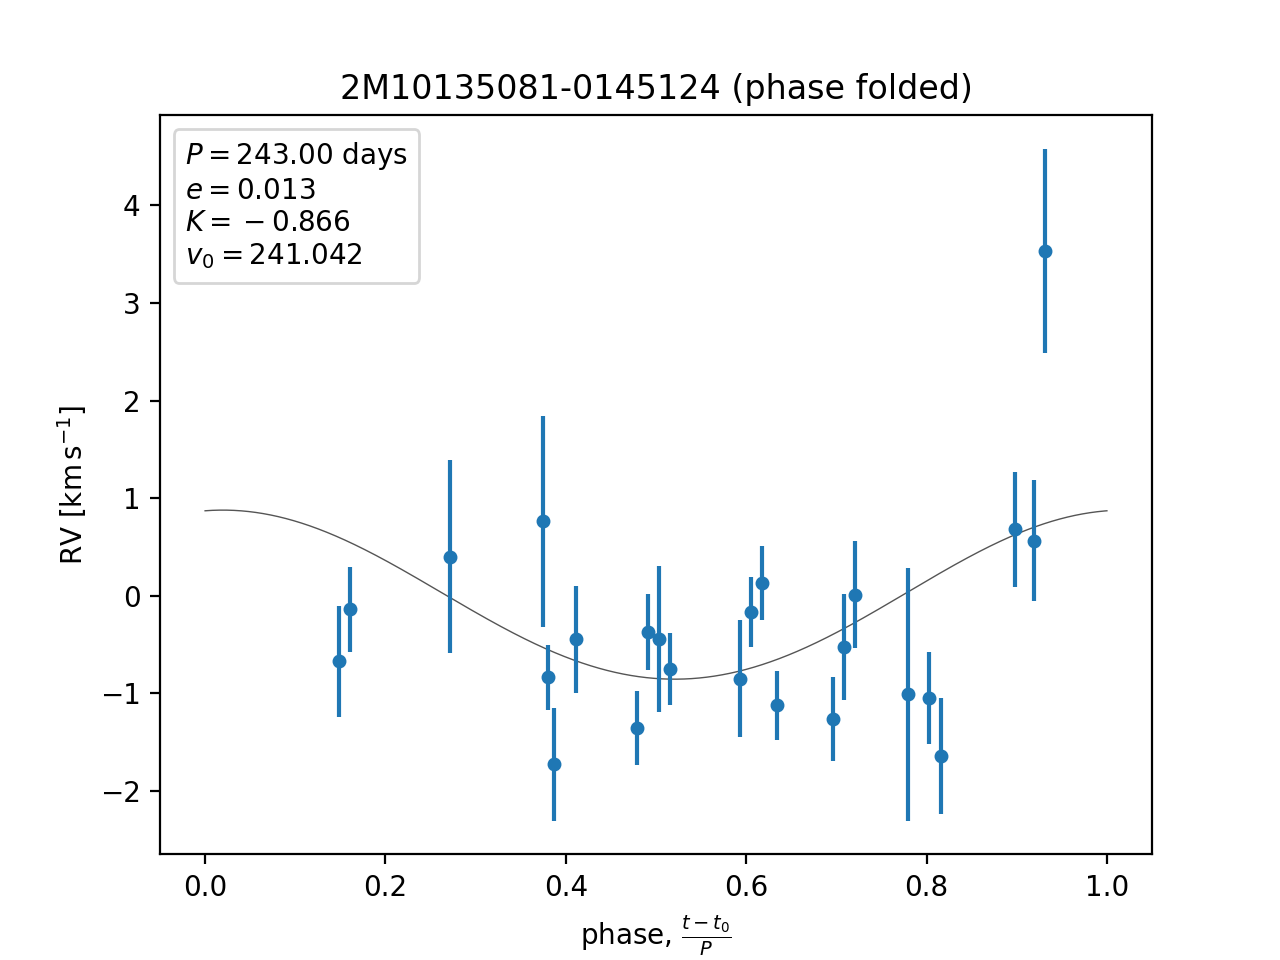 2M10135081-0145124 (phase folded)
P = 243.00 days
e = 0.013
K = −0.866
v₀ = 241.042
4
3
2
1
0
−1
−2
RV [km s⁻¹]
0.0 0.2 0.4 0.6 0.8 1.0
phase, (t − t₀)/P